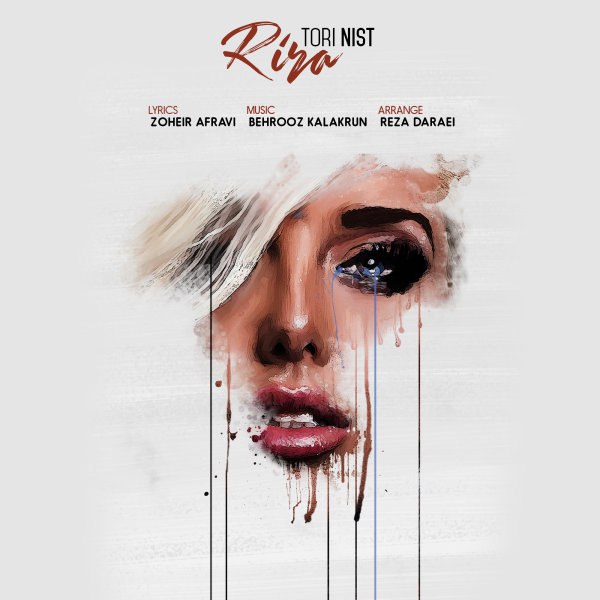 TORI NIST
Rira
LYRICS MUSIC ARRANGE
ZOHEIR AFRAVI BEHROOZ KALAKRUN REZA DARAEI